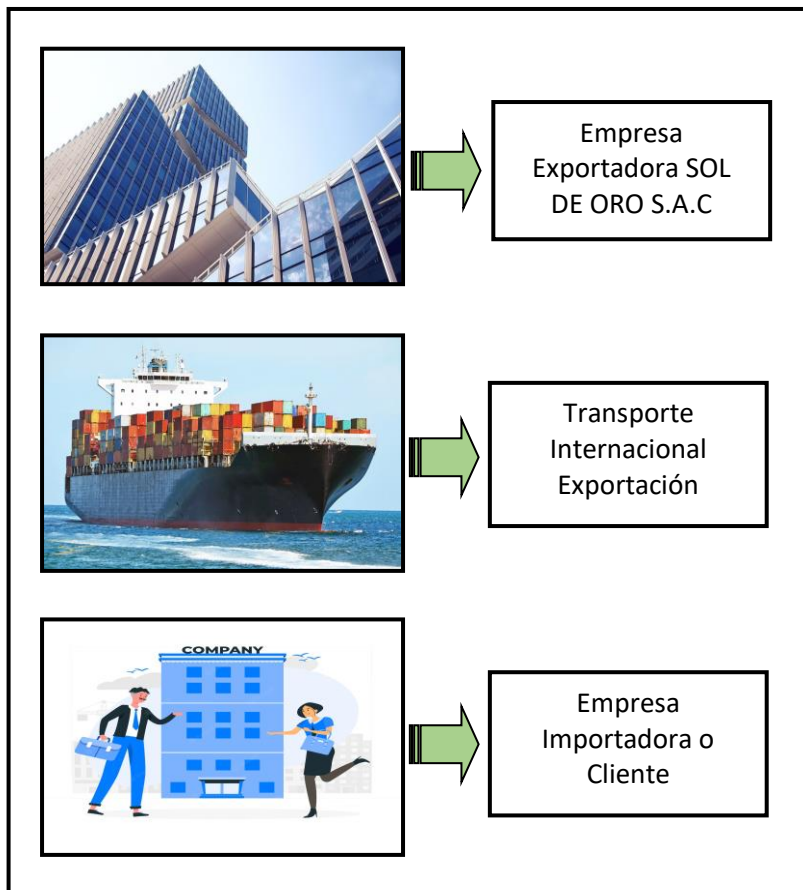 Empresa
Exportadora SOL
DE ORO S.A.C
Transporte
Internacional
Exportación
COMPANY
Empresa
Importadora o
Cliente